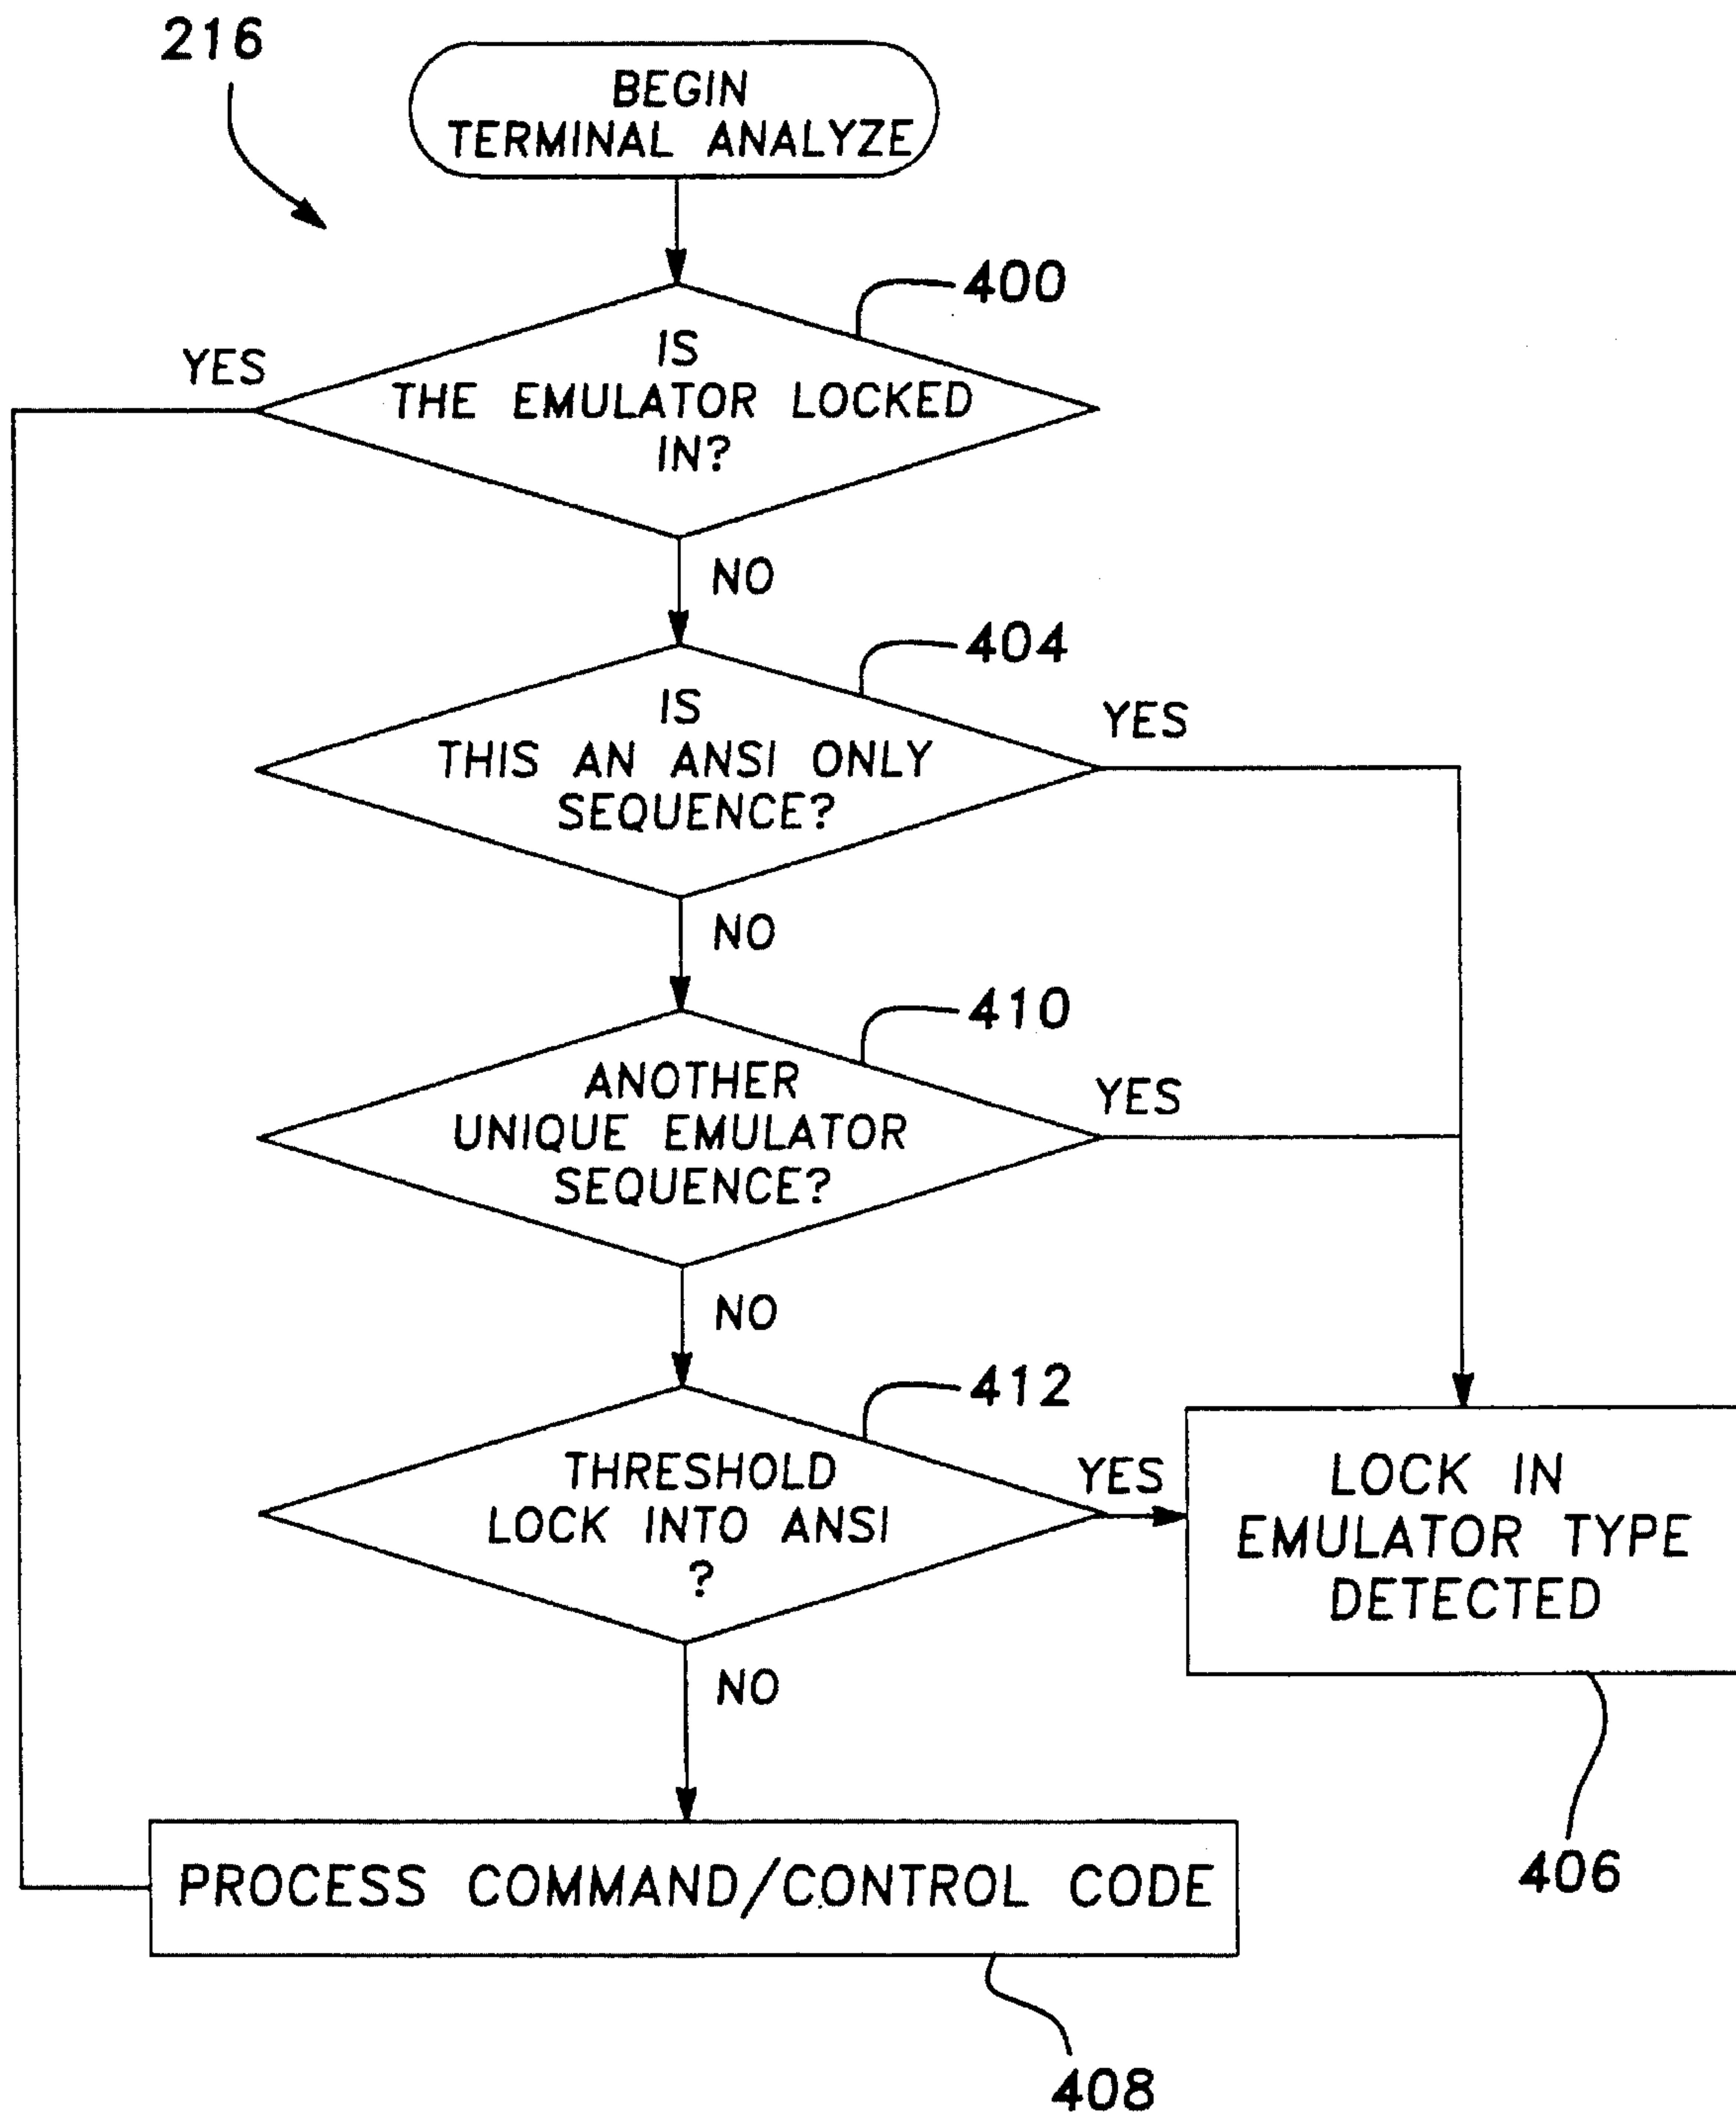 216
BEGIN
TERMINAL ANALYZE
400
YES
IS
THE EMULATOR LOCKED
IN?
NO
404
IS
THIS AN ANSI ONLY
SEQUENCE?
YES
NO
410
ANOTHER
UNIQUE EMULATOR
SEQUENCE?
YES
NO
412
THRESHOLD
LOCK INTO ANSI
?
YES
LOCK IN
EMULATOR TYPE
DETECTED
NO
406
PROCESS COMMAND/CONTROL CODE
408